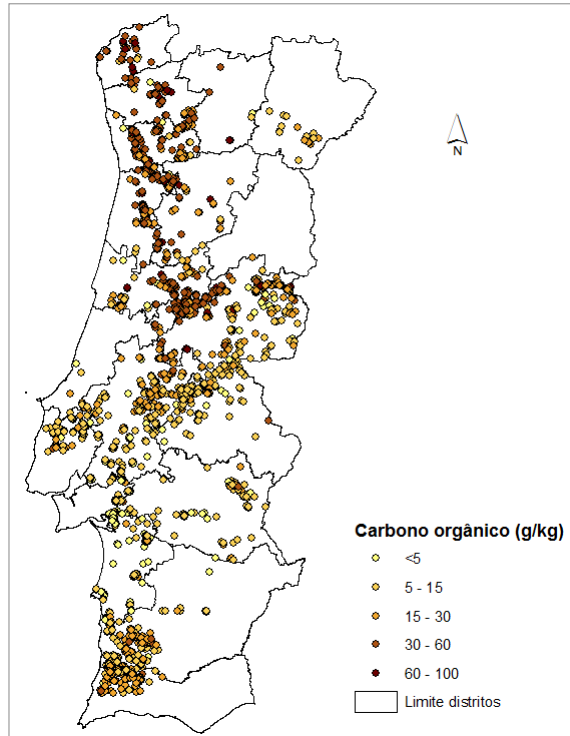 N
Carbono orgânico (g/kg)
<5
5 - 15
15 - 30
30 - 60
60 - 100
Limite distritos